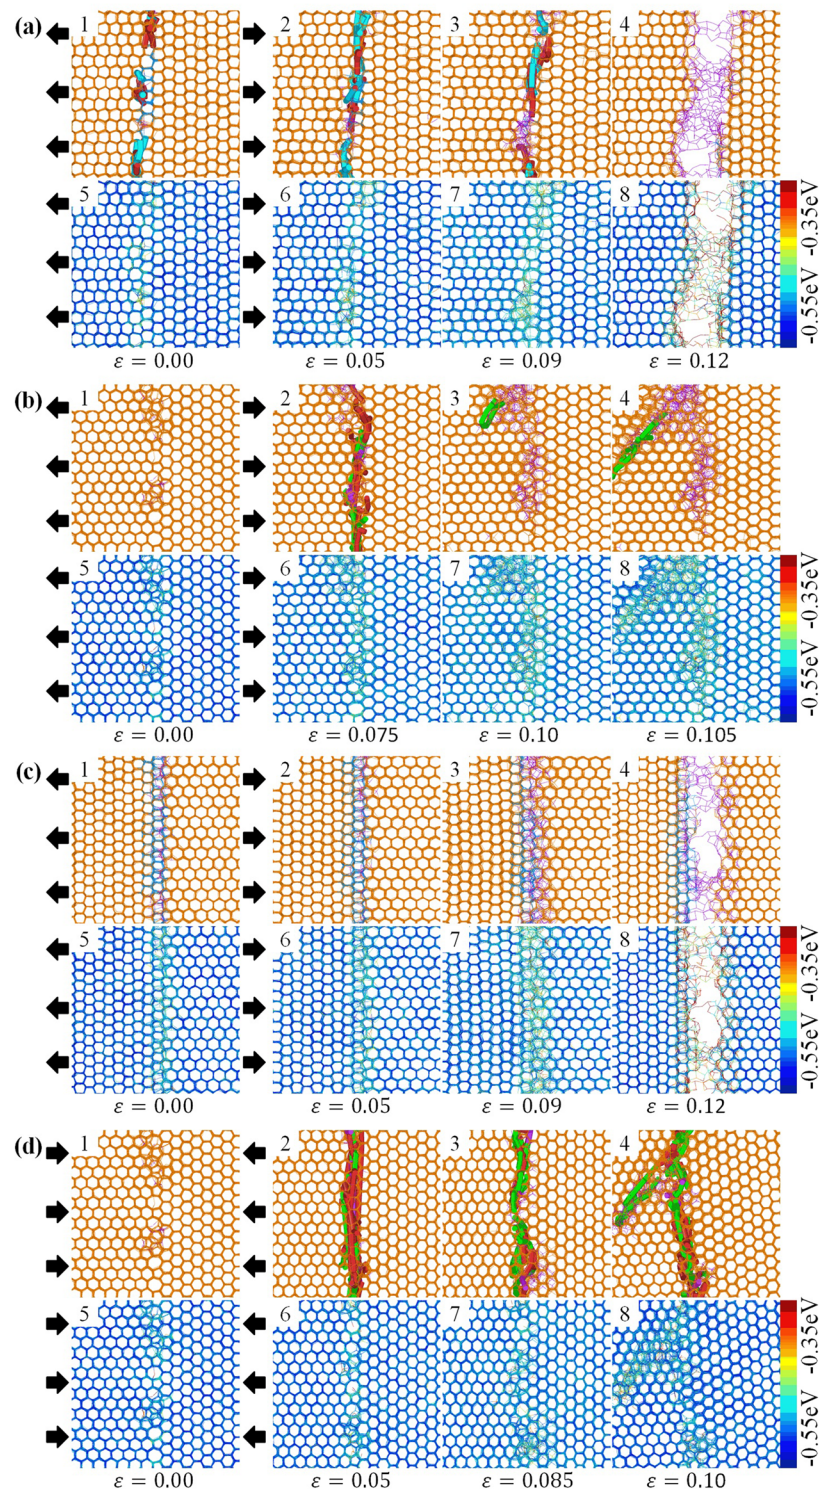 (a) 1 2 3 4
5 6 7 8 -0.35eV -0.55eV
ε = 0.00 ε = 0.05 ε = 0.09 ε = 0.12
(b) 1 2 3 4
5 6 7 8 -0.35eV -0.55eV
ε = 0.00 ε = 0.075 ε = 0.10 ε = 0.105
(c) 1 2 3 4
5 6 7 8 -0.35eV -0.55eV
ε = 0.00 ε = 0.05 ε = 0.09 ε = 0.12
(d) 1 2 3 4
5 6 7 8 -0.35eV -0.55eV
ε = 0.00 ε = 0.05 ε = 0.085 ε = 0.10